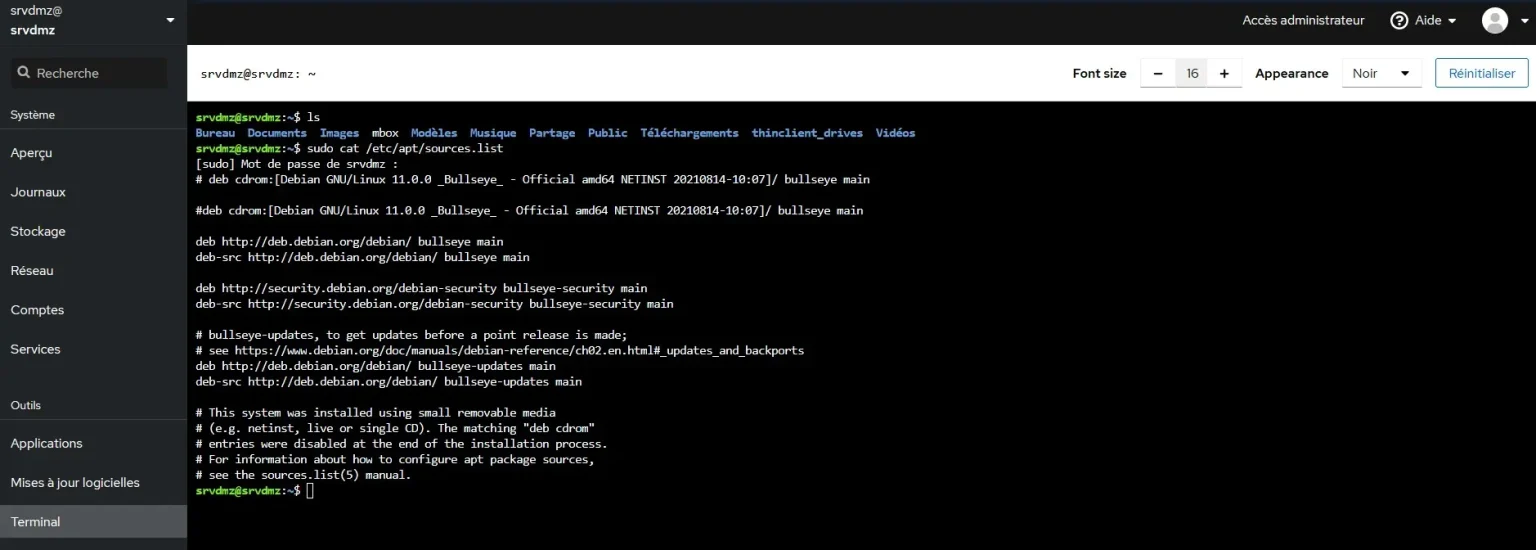 srvdmz@
srvdmz
Accès administrateur
Aide
Recherche
srvdmz@srvdmz: ~
Font size
16
Appearance
Noir
Réinitialiser
Système
Aperçu
Journaux
Stockage
Réseau
Comptes
Services
Outils
Applications
Mises à jour logicielles
Terminal
srvdmz@srvdmz:~$ ls
Bureau Documents Images mbox Modèles Musique Partage Public Téléchargements thinclient_drives Vidéos
srvdmz@srvdmz:~$ sudo cat /etc/apt/sources.list
[sudo] Mot de passe de srvdmz :
# deb cdrom:[Debian GNU/Linux 11.0.0 _Bullseye_ - Official amd64 NETINST 20210814-10:07]/ bullseye main
#deb cdrom:[Debian GNU/Linux 11.0.0 _Bullseye_ - Official amd64 NETINST 20210814-10:07]/ bullseye main
deb http://deb.debian.org/debian/ bullseye main
deb-src http://deb.debian.org/debian/ bullseye main
deb http://security.debian.org/debian-security bullseye-security main
deb-src http://security.debian.org/debian-security bullseye-security main
# bullseye-updates, to get updates before a point release is made;
# see https://www.debian.org/doc/manuals/debian-reference/ch02.en.html#_updates_and_backports
deb http://deb.debian.org/debian/ bullseye-updates main
deb-src http://deb.debian.org/debian/ bullseye-updates main
# This system was installed using small removable media
# (e.g. netinst, live or single CD). The matching "deb cdrom"
# entries were disabled at the end of the installation process.
# For information about how to configure apt package sources,
# see the sources.list(5) manual.
srvdmz@srvdmz:~$